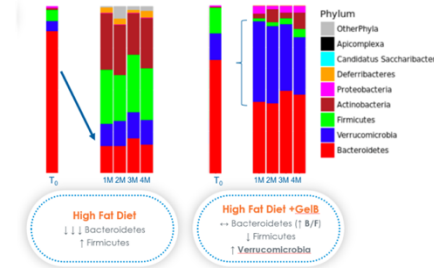 Phylum
OtherPhyla
Apicomplexa
Candidatus Saccharibacter
Deferribacteres
Proteobacteria
Actinobacteria
Firmicutes
Verrucomicrobia
Bacteroidetes
T₀
1M 2M 3M 4M
T₀
1M 2M 3M 4M
High Fat Diet
↓↓↓ Bacteroidetes
↑ Firmicutes
High Fat Diet +GelB
↔ Bacteroidetes (↑ B/F)
↓ Firmicutes
↑ Verrucomicrobia